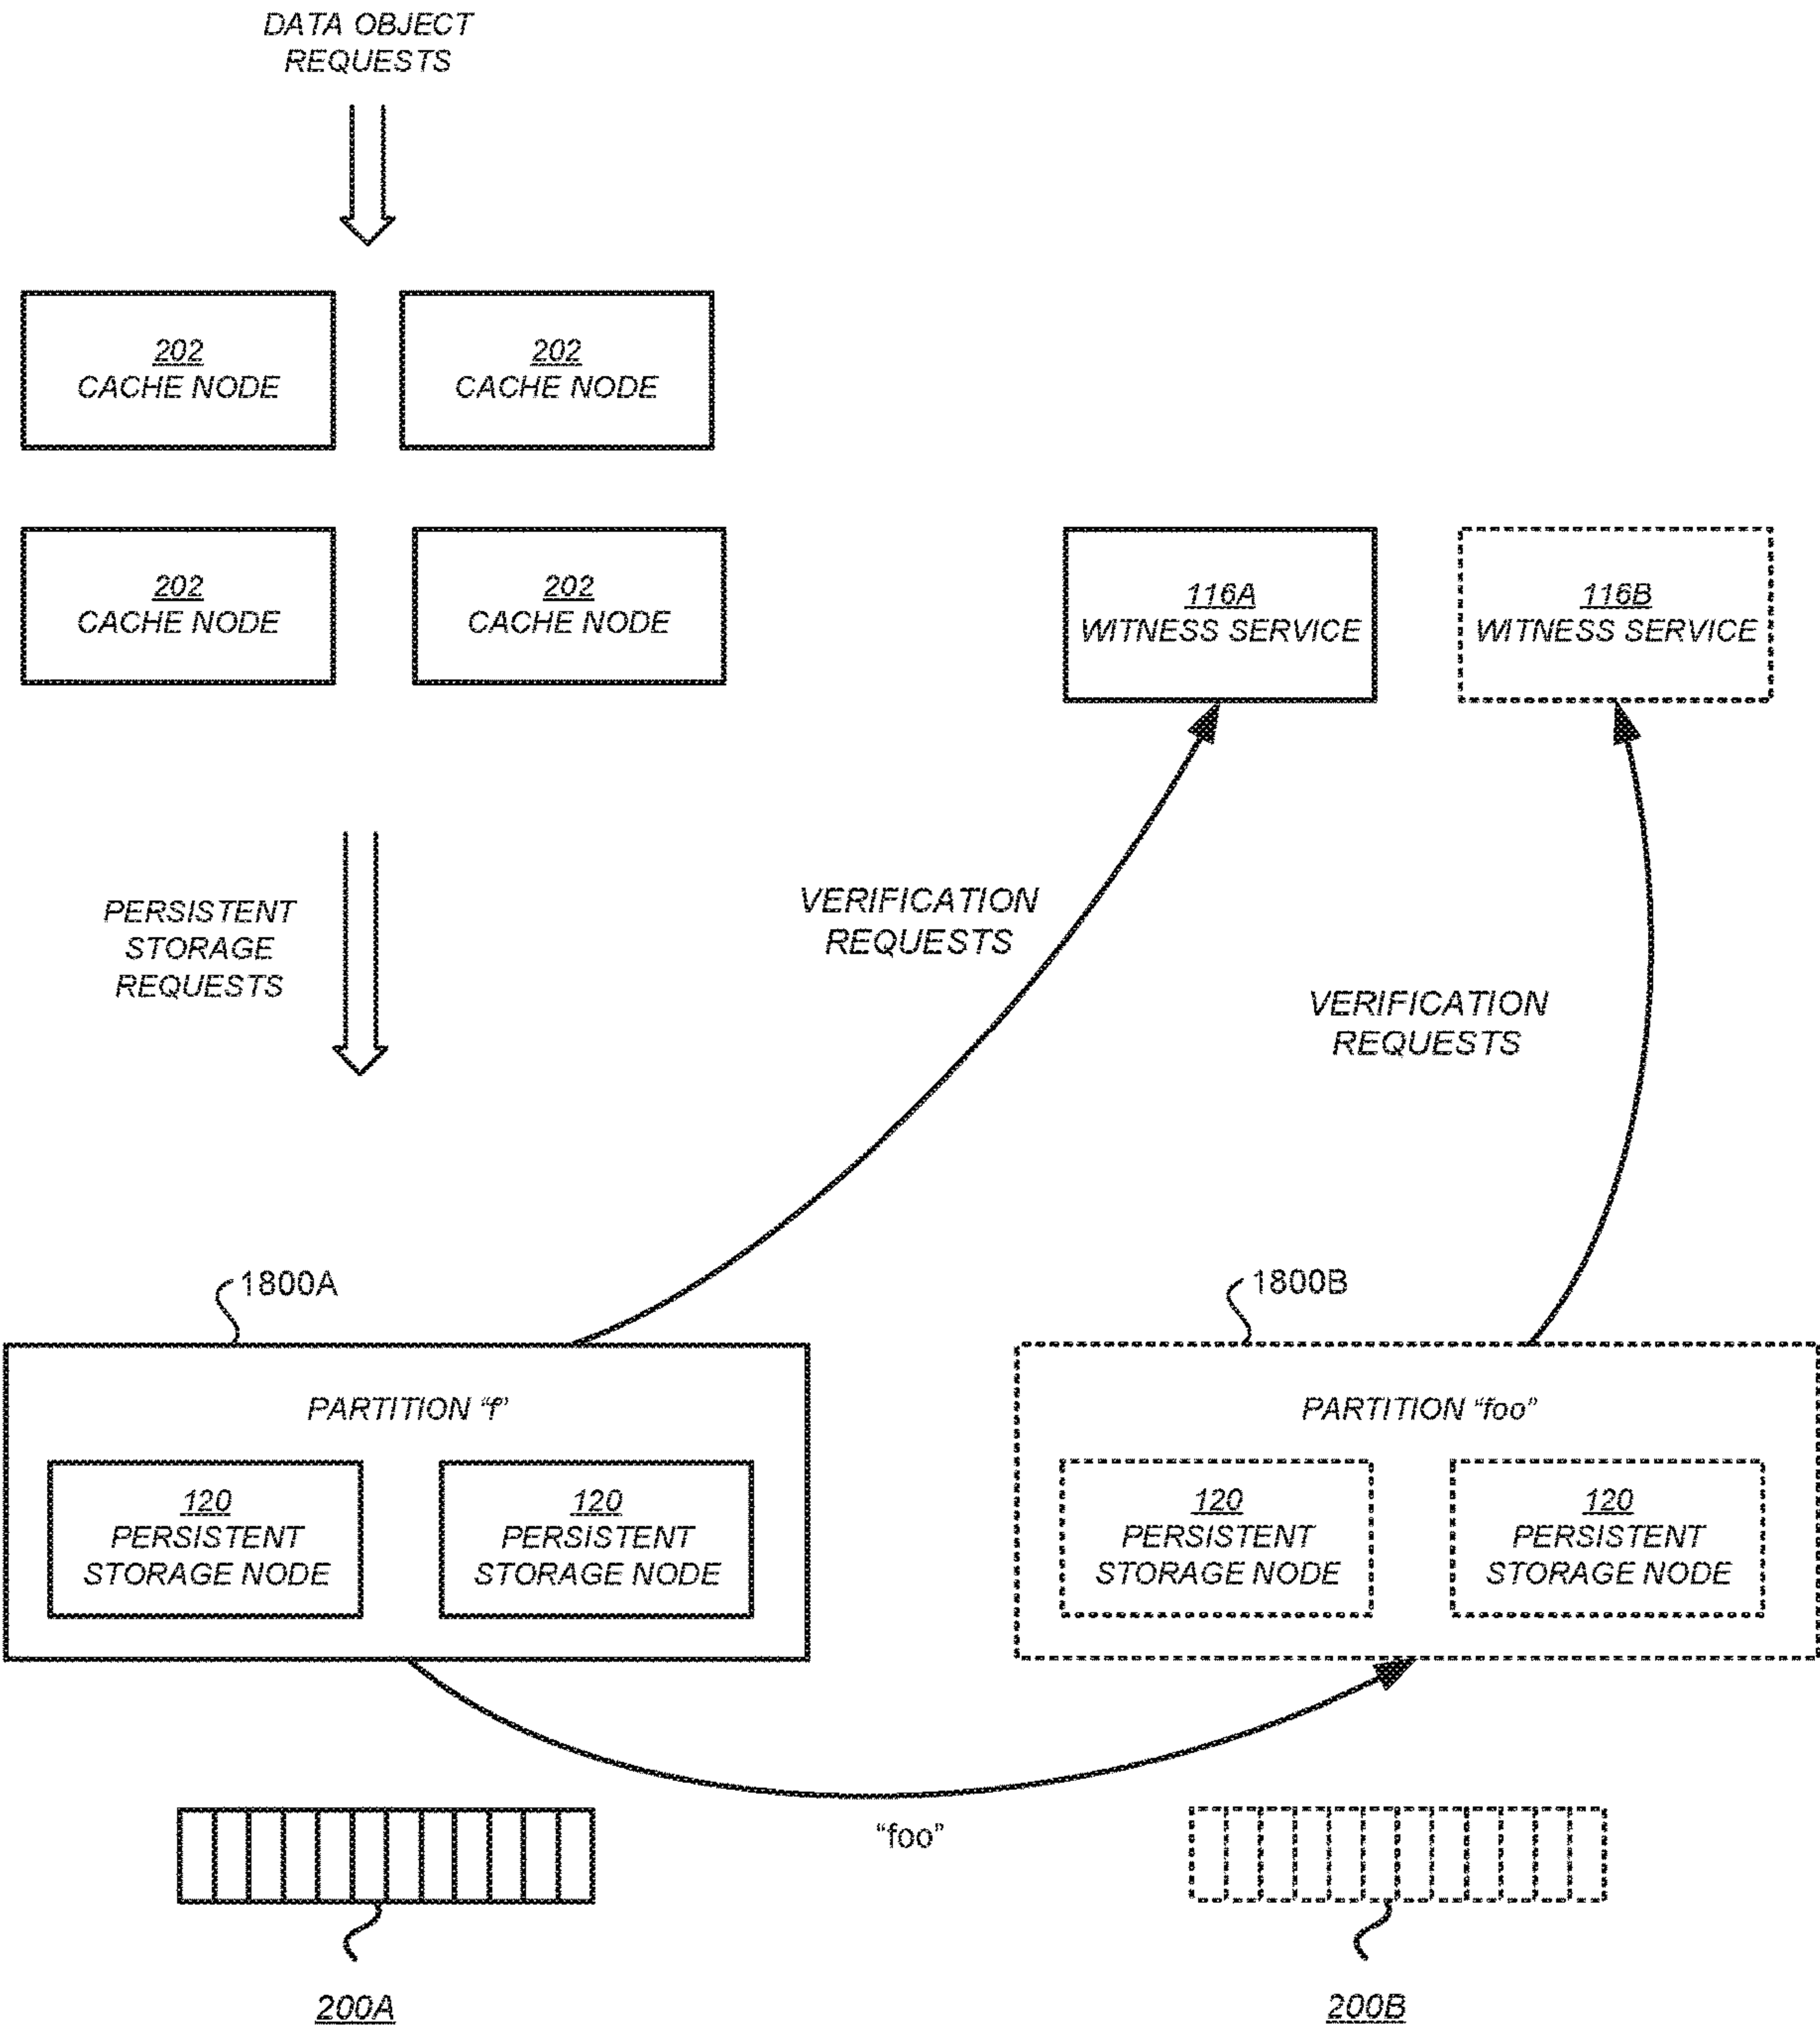 DATA OBJECT
REQUESTS
202
CACHE NODE
202
CACHE NODE
202
CACHE NODE
202
CACHE NODE
116A
WITNESS SERVICE
116B
WITNESS SERVICE
PERSISTENT
STORAGE
REQUESTS
VERIFICATION
REQUESTS
VERIFICATION
REQUESTS
1800A
1800B
PARTITION “f”
120
PERSISTENT
STORAGE NODE
120
PERSISTENT
STORAGE NODE
PARTITION “foo”
120
PERSISTENT
STORAGE NODE
120
PERSISTENT
STORAGE NODE
“foo”
200A
200B